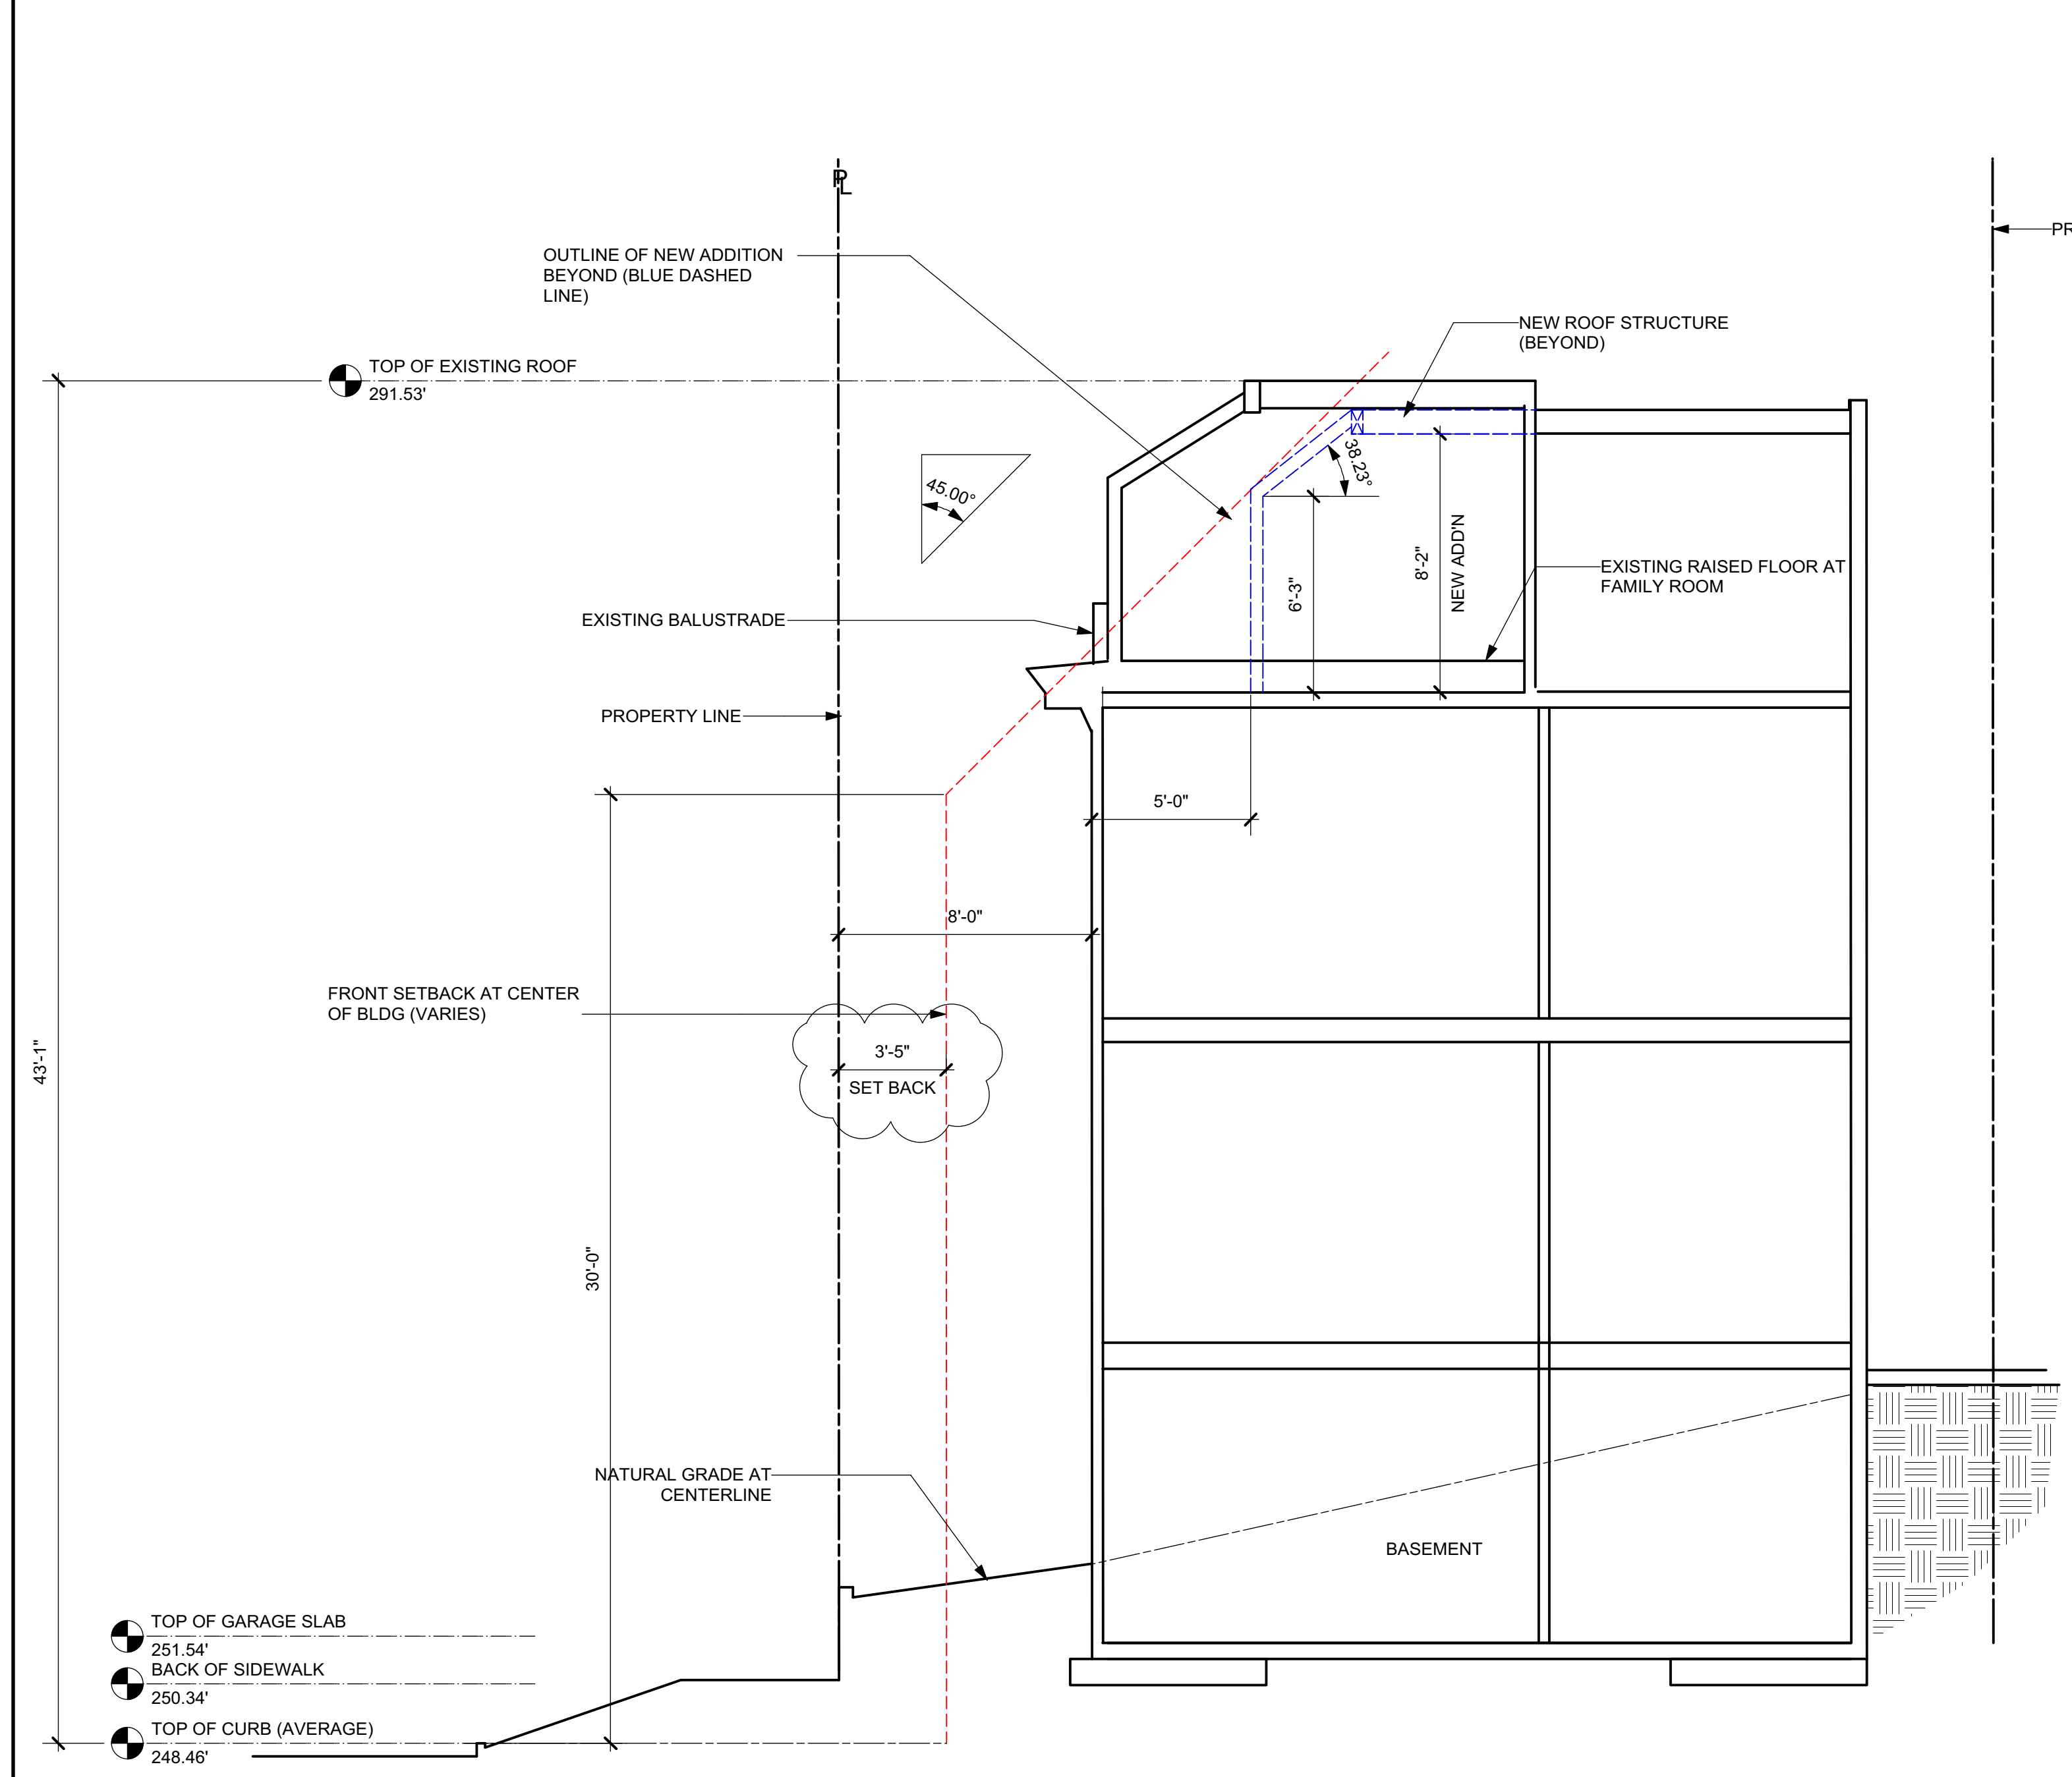 PL
OUTLINE OF NEW ADDITION
BEYOND (BLUE DASHED
LINE)
PR
NEW ROOF STRUCTURE
(BEYOND)
TOP OF EXISTING ROOF
291.53'
45.00°
38.23°
8'-2"
NEW ADD'N
6'-3"
EXISTING RAISED FLOOR AT
FAMILY ROOM
EXISTING BALUSTRADE
PROPERTY LINE
5'-0"
8'-0"
FRONT SETBACK AT CENTER
OF BLDG (VARIES)
3'-5"
SET BACK
43'-1"
30'-0"
NATURAL GRADE AT
CENTERLINE
BASEMENT
TOP OF GARAGE SLAB
251.54'
BACK OF SIDEWALK
250.34'
TOP OF CURB (AVERAGE)
248.46'